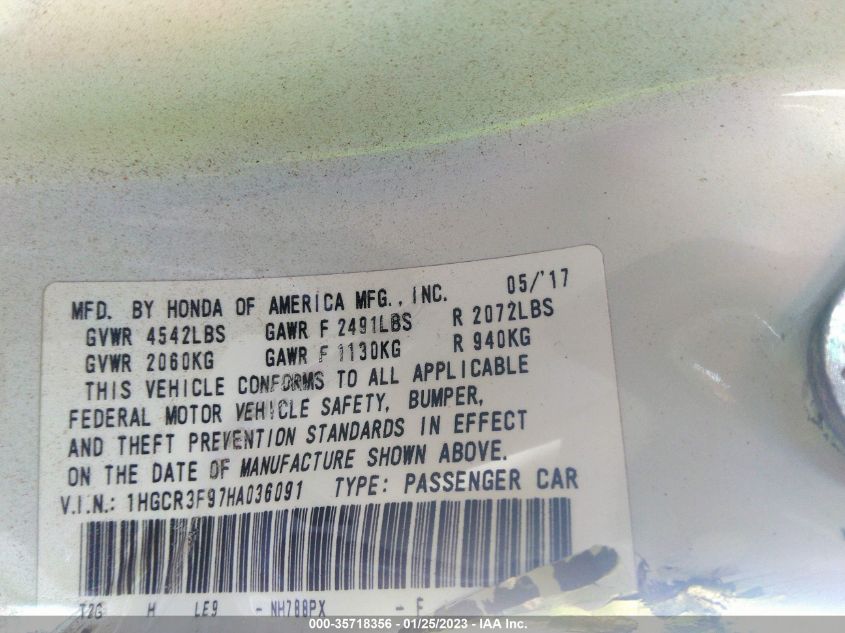 MFD. BY HONDA OF AMERICA MFG., INC. 05/'17
GVWR 4542LBS GAWR F 2491LBS R 2072LBS
GVWR 2060KG GAWR F 1130KG R 940KG
THIS VEHICLE CONFORMS TO ALL APPLICABLE
FEDERAL MOTOR VEHICLE SAFETY, BUMPER,
AND THEFT PREVENTION STANDARDS IN EFFECT
ON THE DATE OF MANUFACTURE SHOWN ABOVE.
V.I.N.: 1HGCR3F97HA036091 TYPE: PASSENGER CAR
T2G H LE9 - NH788PX -
000-35718356 - 01/25/2023 - IAA Inc.